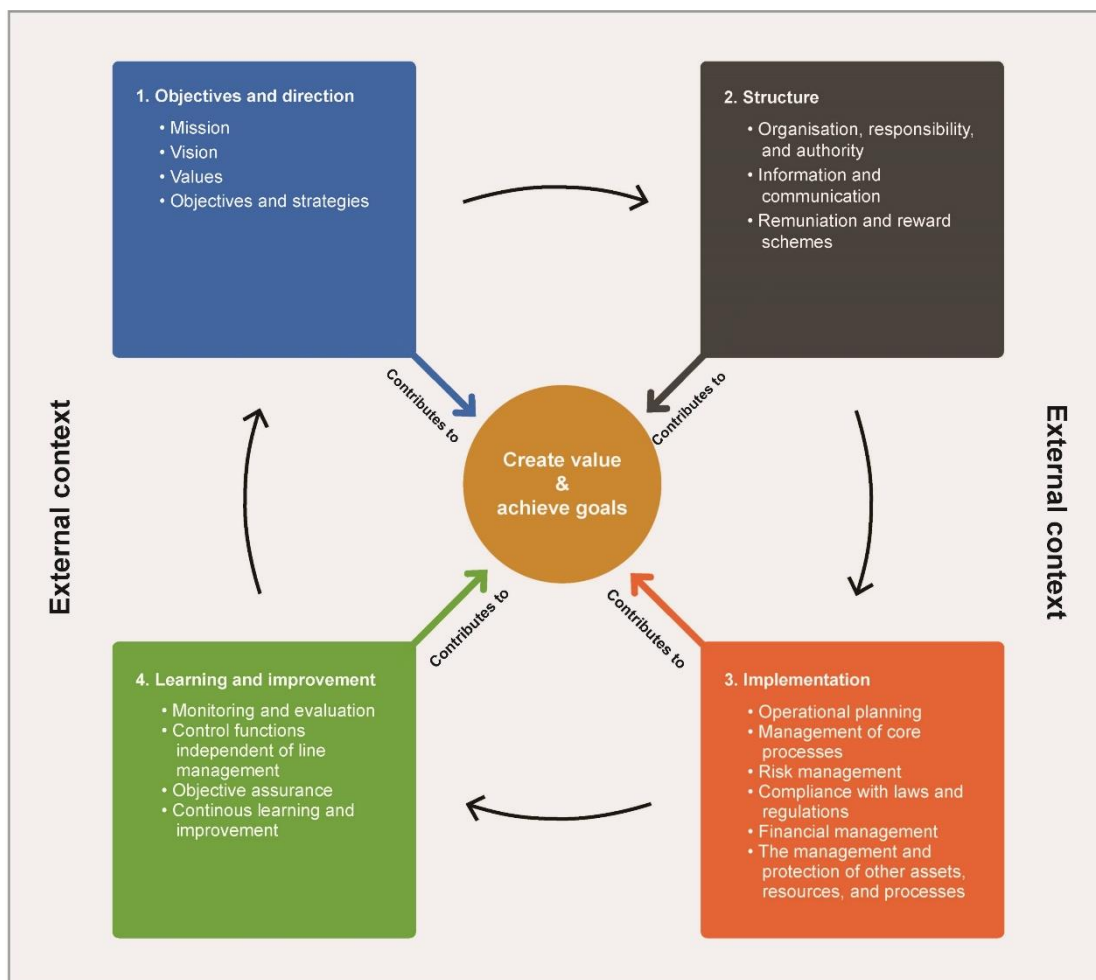 1. Objectives and direction
• Mission
• Vision
• Values
• Objectives and strategies
2. Structure
• Organisation, responsibility,
and authority
• Information and
communication
• Remuniation and reward
schemes
Contributes to
Contributes to
External context
Create value
&
achieve goals
External context
Contributes to
Contributes to
4. Learning and improvement
• Monitoring and evaluation
• Control functions
independent of line
management
• Objective assurance
• Continous learning and
improvement
3. Implementation
• Operational planning
• Management of core
processes
• Risk management
• Compliance with laws and
regulations
• Financial management
• The management and
protection of other assets,
resources, and processes